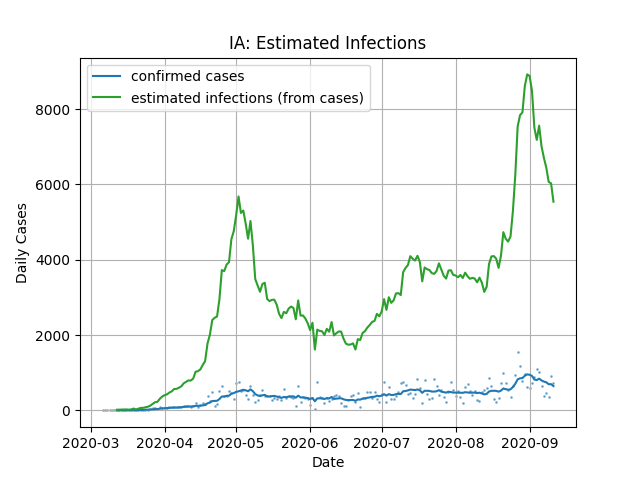 IA: Estimated Infections
confirmed cases
estimated infections (from cases)
8000
6000
4000
2000
0
Daily Cases
2020-03 2020-04 2020-05 2020-06 2020-07 2020-08 2020-09
Date